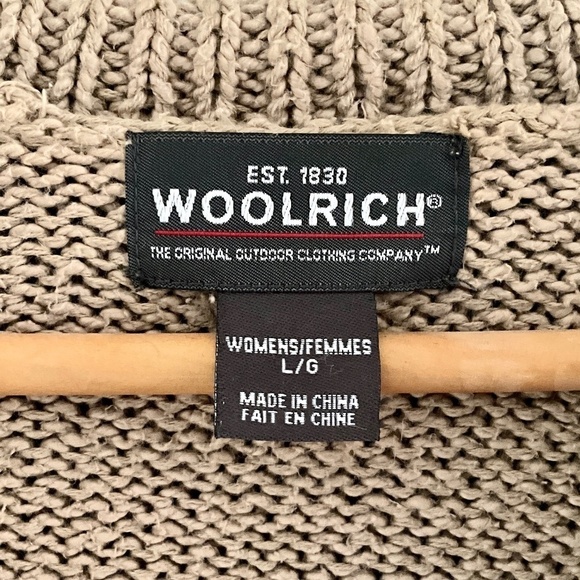 EST. 1830
WOOLRICH®
THE ORIGINAL OUTDOOR CLOTHING COMPANY™
WOMENS/FEMMES
L/G
MADE IN CHINA
FAIT EN CHINE